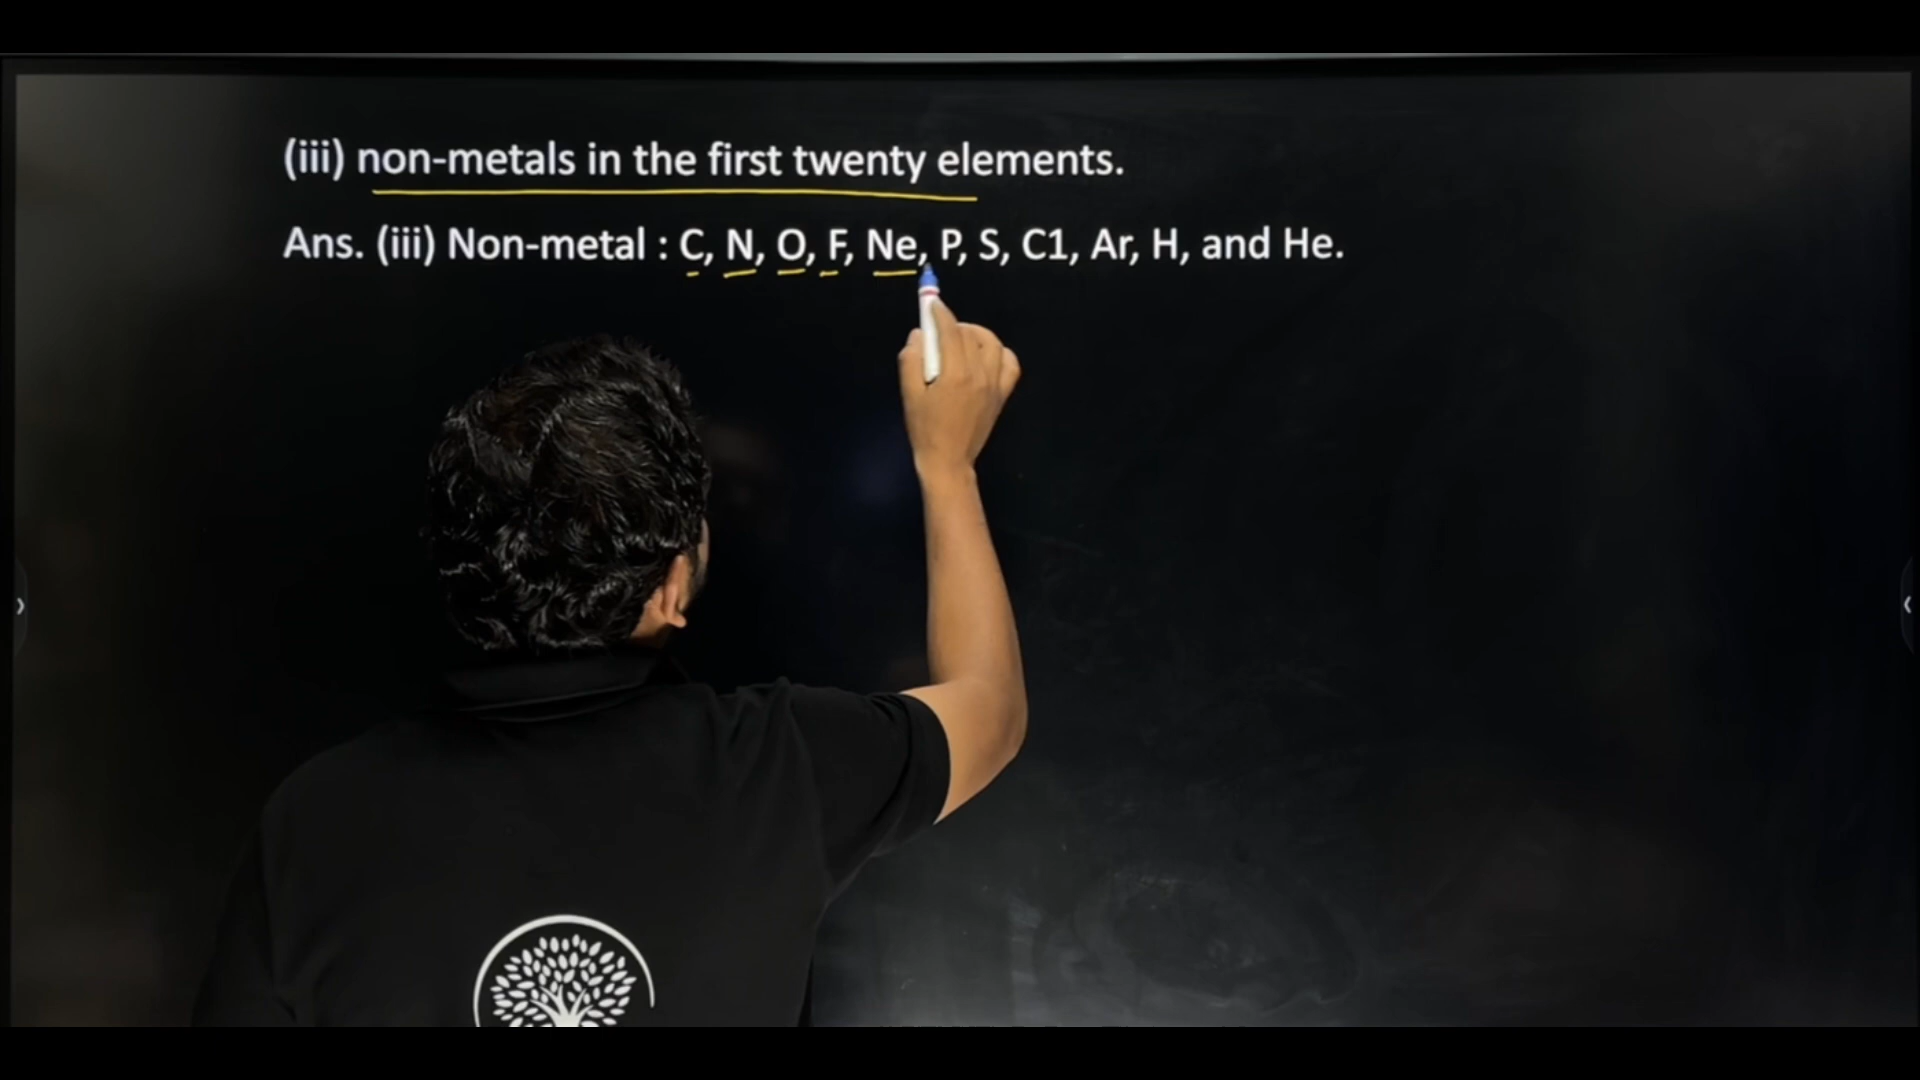 (iii) non-metals in the first twenty elements.
Ans. (iii) Non-metal : C, N, O, F, Ne, P, S, C1, Ar, H, and He.